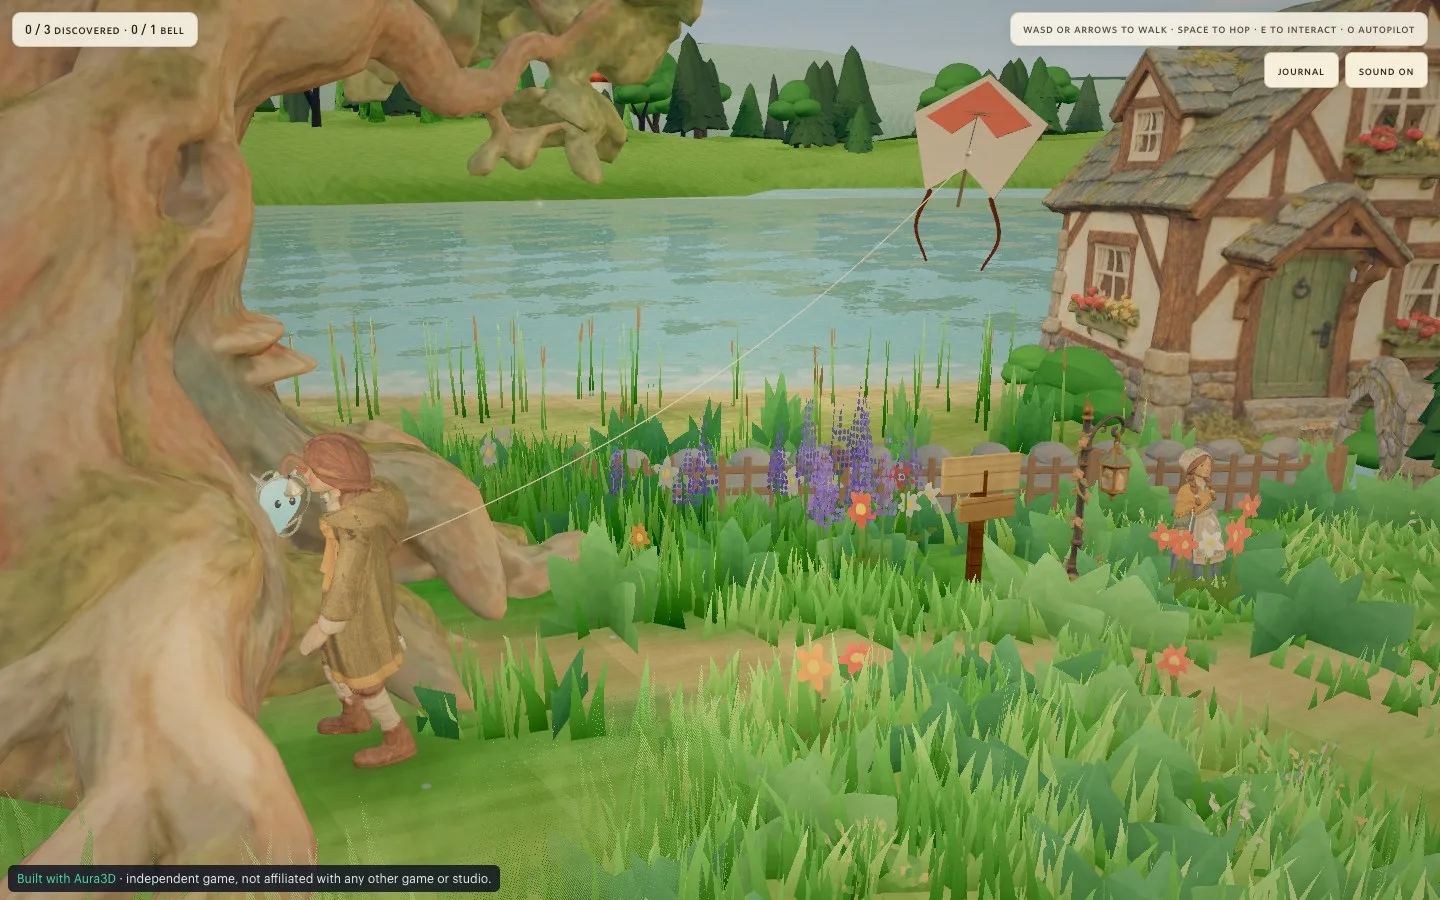 0 / 3 DISCOVERED · 0 / 1 BELL
WASD OR ARROWS TO WALK · SPACE TO HOP · E TO INTERACT · O AUTOPILOT
JOURNAL
SOUND ON
Built with Aura3D · independent game, not affiliated with any other game or studio.